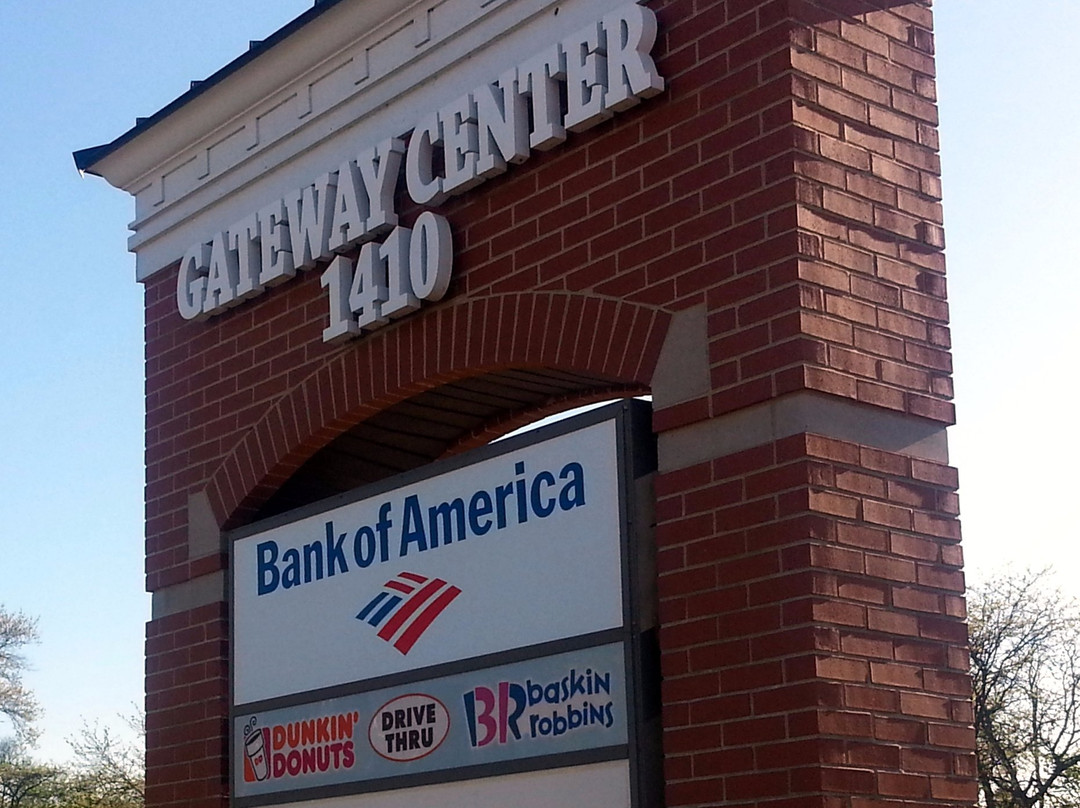 GATEWAY CENTER
1410
Bank of America
DUNKIN'
DONUTS
DRIVE
THRU
BR
baskin
robbins